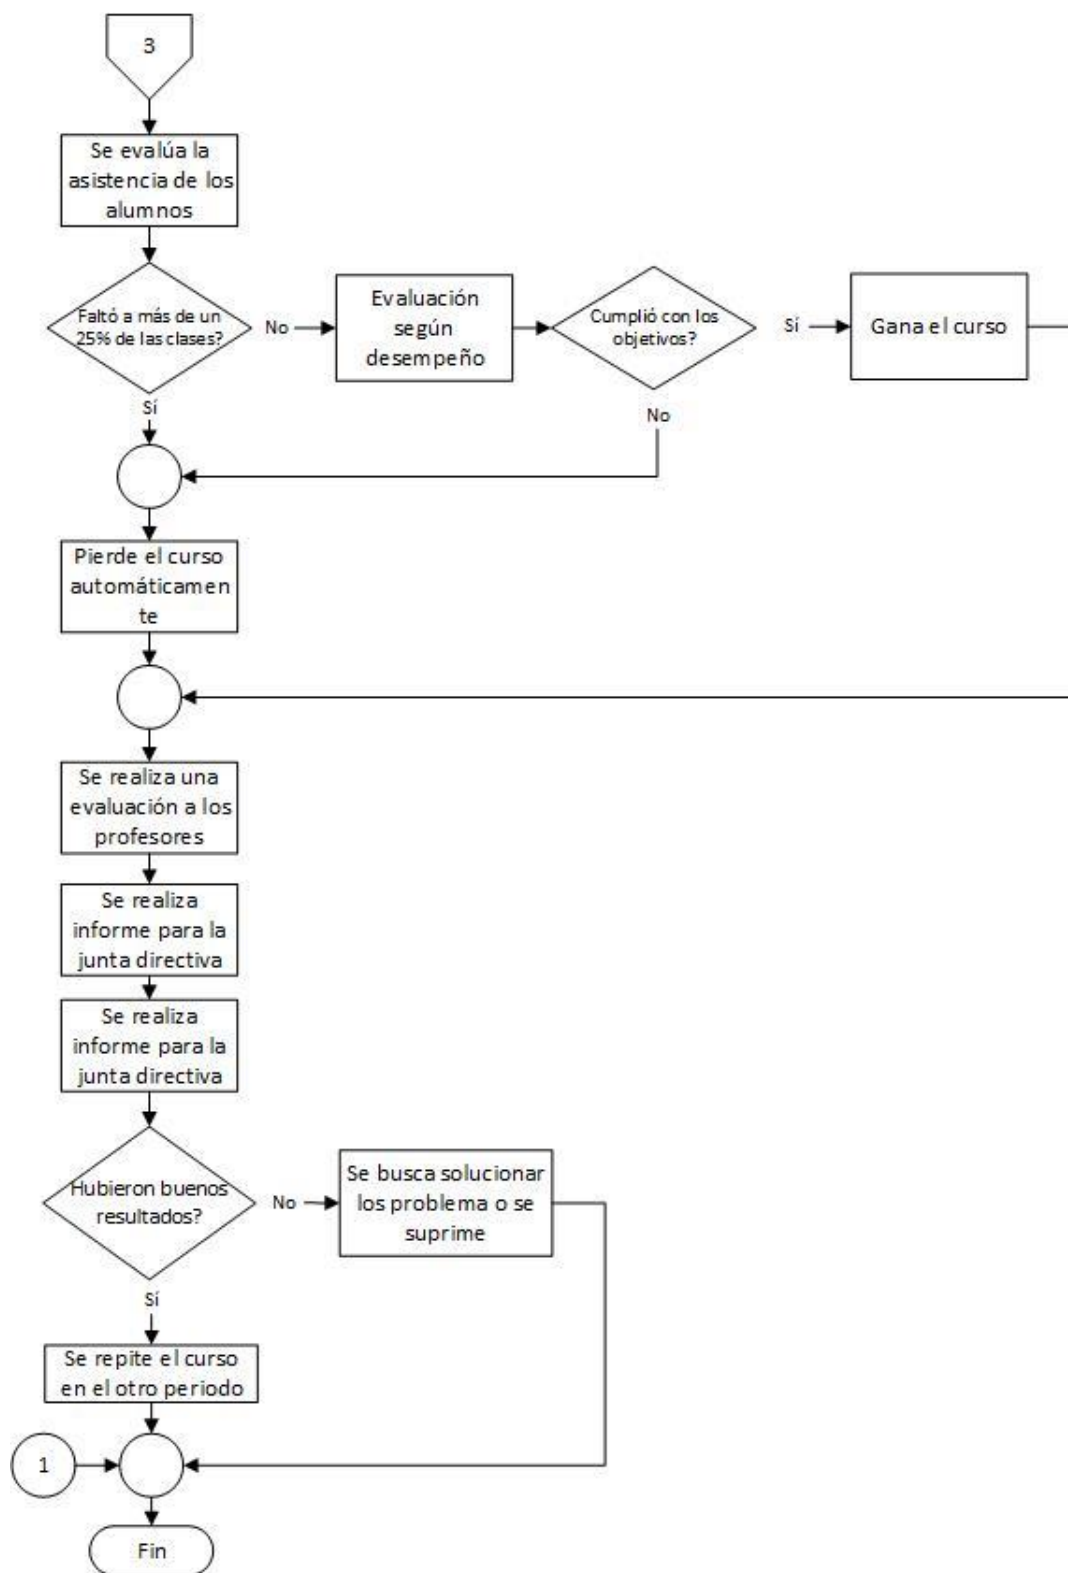 3
Se evalúa la
asistencia de los
alumnos
Faltó a más de un
25% de las clases?
No
Evaluación
según
desempeño
Cumplió con los
objetivos?
Sí
Gana el curso
Sí
No
Pierde el curso
automáticamen
te
Se realiza una
evaluación a los
profesores
Se realiza
informe para la
junta directiva
Se realiza
informe para la
junta directiva
Hubieron buenos
resultados?
No
Se busca solucionar
los problema o se
suprime
Sí
Se repite el curso
en el otro periodo
1
Fin